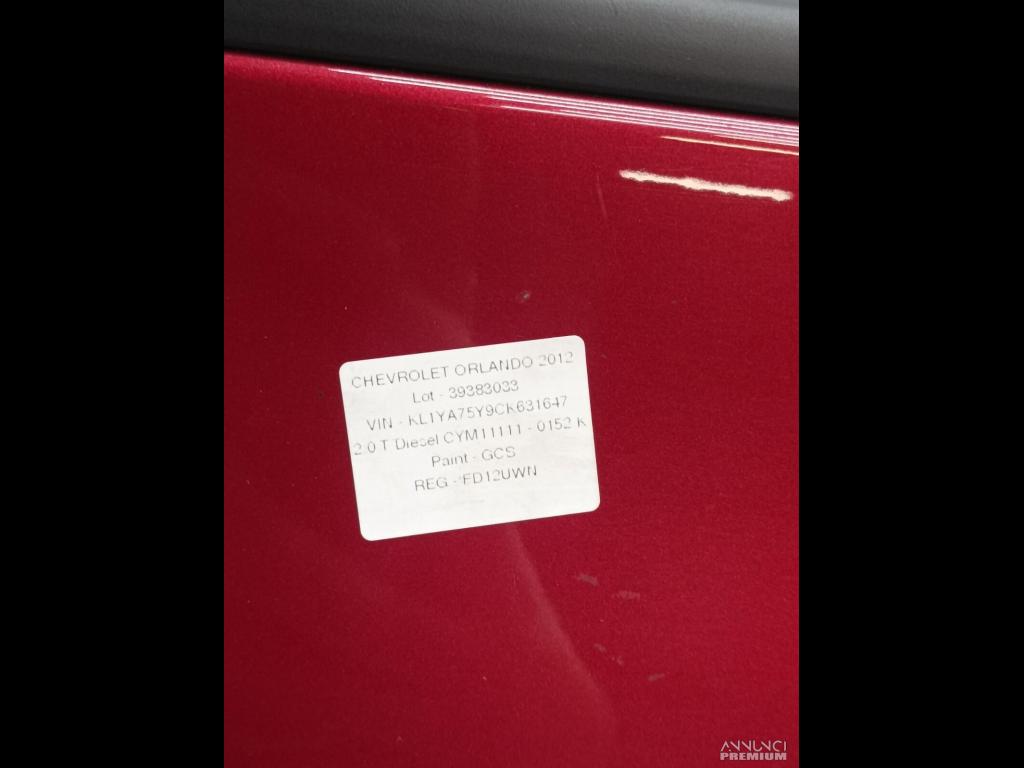 CHEVROLET ORLANDO 2012
Lot - 39383033
VIN - KL1YA75Y9CK631647
2.0 T Diesel CYM11111 - 0152 K
Paint - GCS
REG - FD12UWN
ANNUNCI
PREMIUM